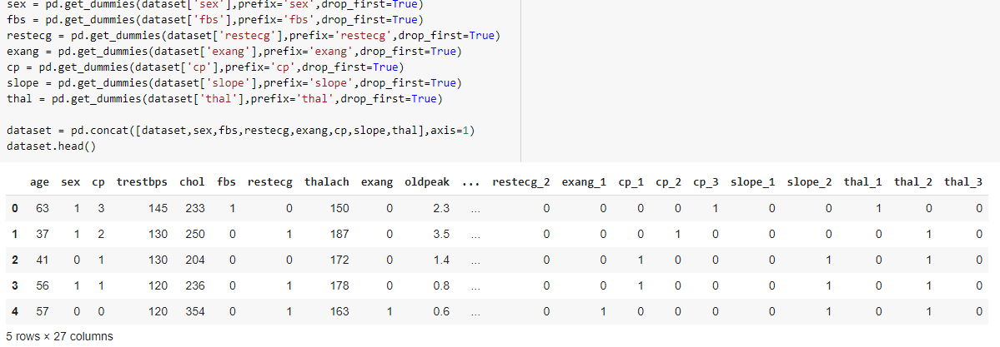 sex = pd.get_dummies(dataset['sex'],prefix='sex',drop_first=True)
fbs = pd.get_dummies(dataset['fbs'],prefix='fbs',drop_first=True)
restecg = pd.get_dummies(dataset['restecg'],prefix='restecg',drop_first=True)
exang = pd.get_dummies(dataset['exang'],prefix='exang',drop_first=True)
cp = pd.get_dummies(dataset['cp'],prefix='cp',drop_first=True)
slope = pd.get_dummies(dataset['slope'],prefix='slope',drop_first=True)
thal = pd.get_dummies(dataset['thal'],prefix='thal',drop_first=True)
dataset = pd.concat([dataset,sex,fbs,restecg,exang,cp,slope,thal],axis=1)
dataset.head()
age sex cp trestbps chol fbs restecg thalach exang oldpeak ... restecg_2 exang_1 cp_1 cp_2 cp_3 slope_1 slope_2 thal_1 thal_2 thal_3
0 63 1 3 145 233 1 0 150 0 2.3 ... 0 0 0 0 1 0 0 1 0 0
1 37 1 2 130 250 0 1 187 0 3.5 ... 0 0 0 1 0 0 0 0 1 0
2 41 0 1 130 204 0 0 172 0 1.4 ... 0 0 1 0 0 0 1 0 1 0
3 56 1 1 120 236 0 1 178 0 0.8 ... 0 0 1 0 0 0 1 0 1 0
4 57 0 0 120 354 0 1 163 1 0.6 ... 0 1 0 0 0 0 1 0 1 0
5 rows × 27 columns